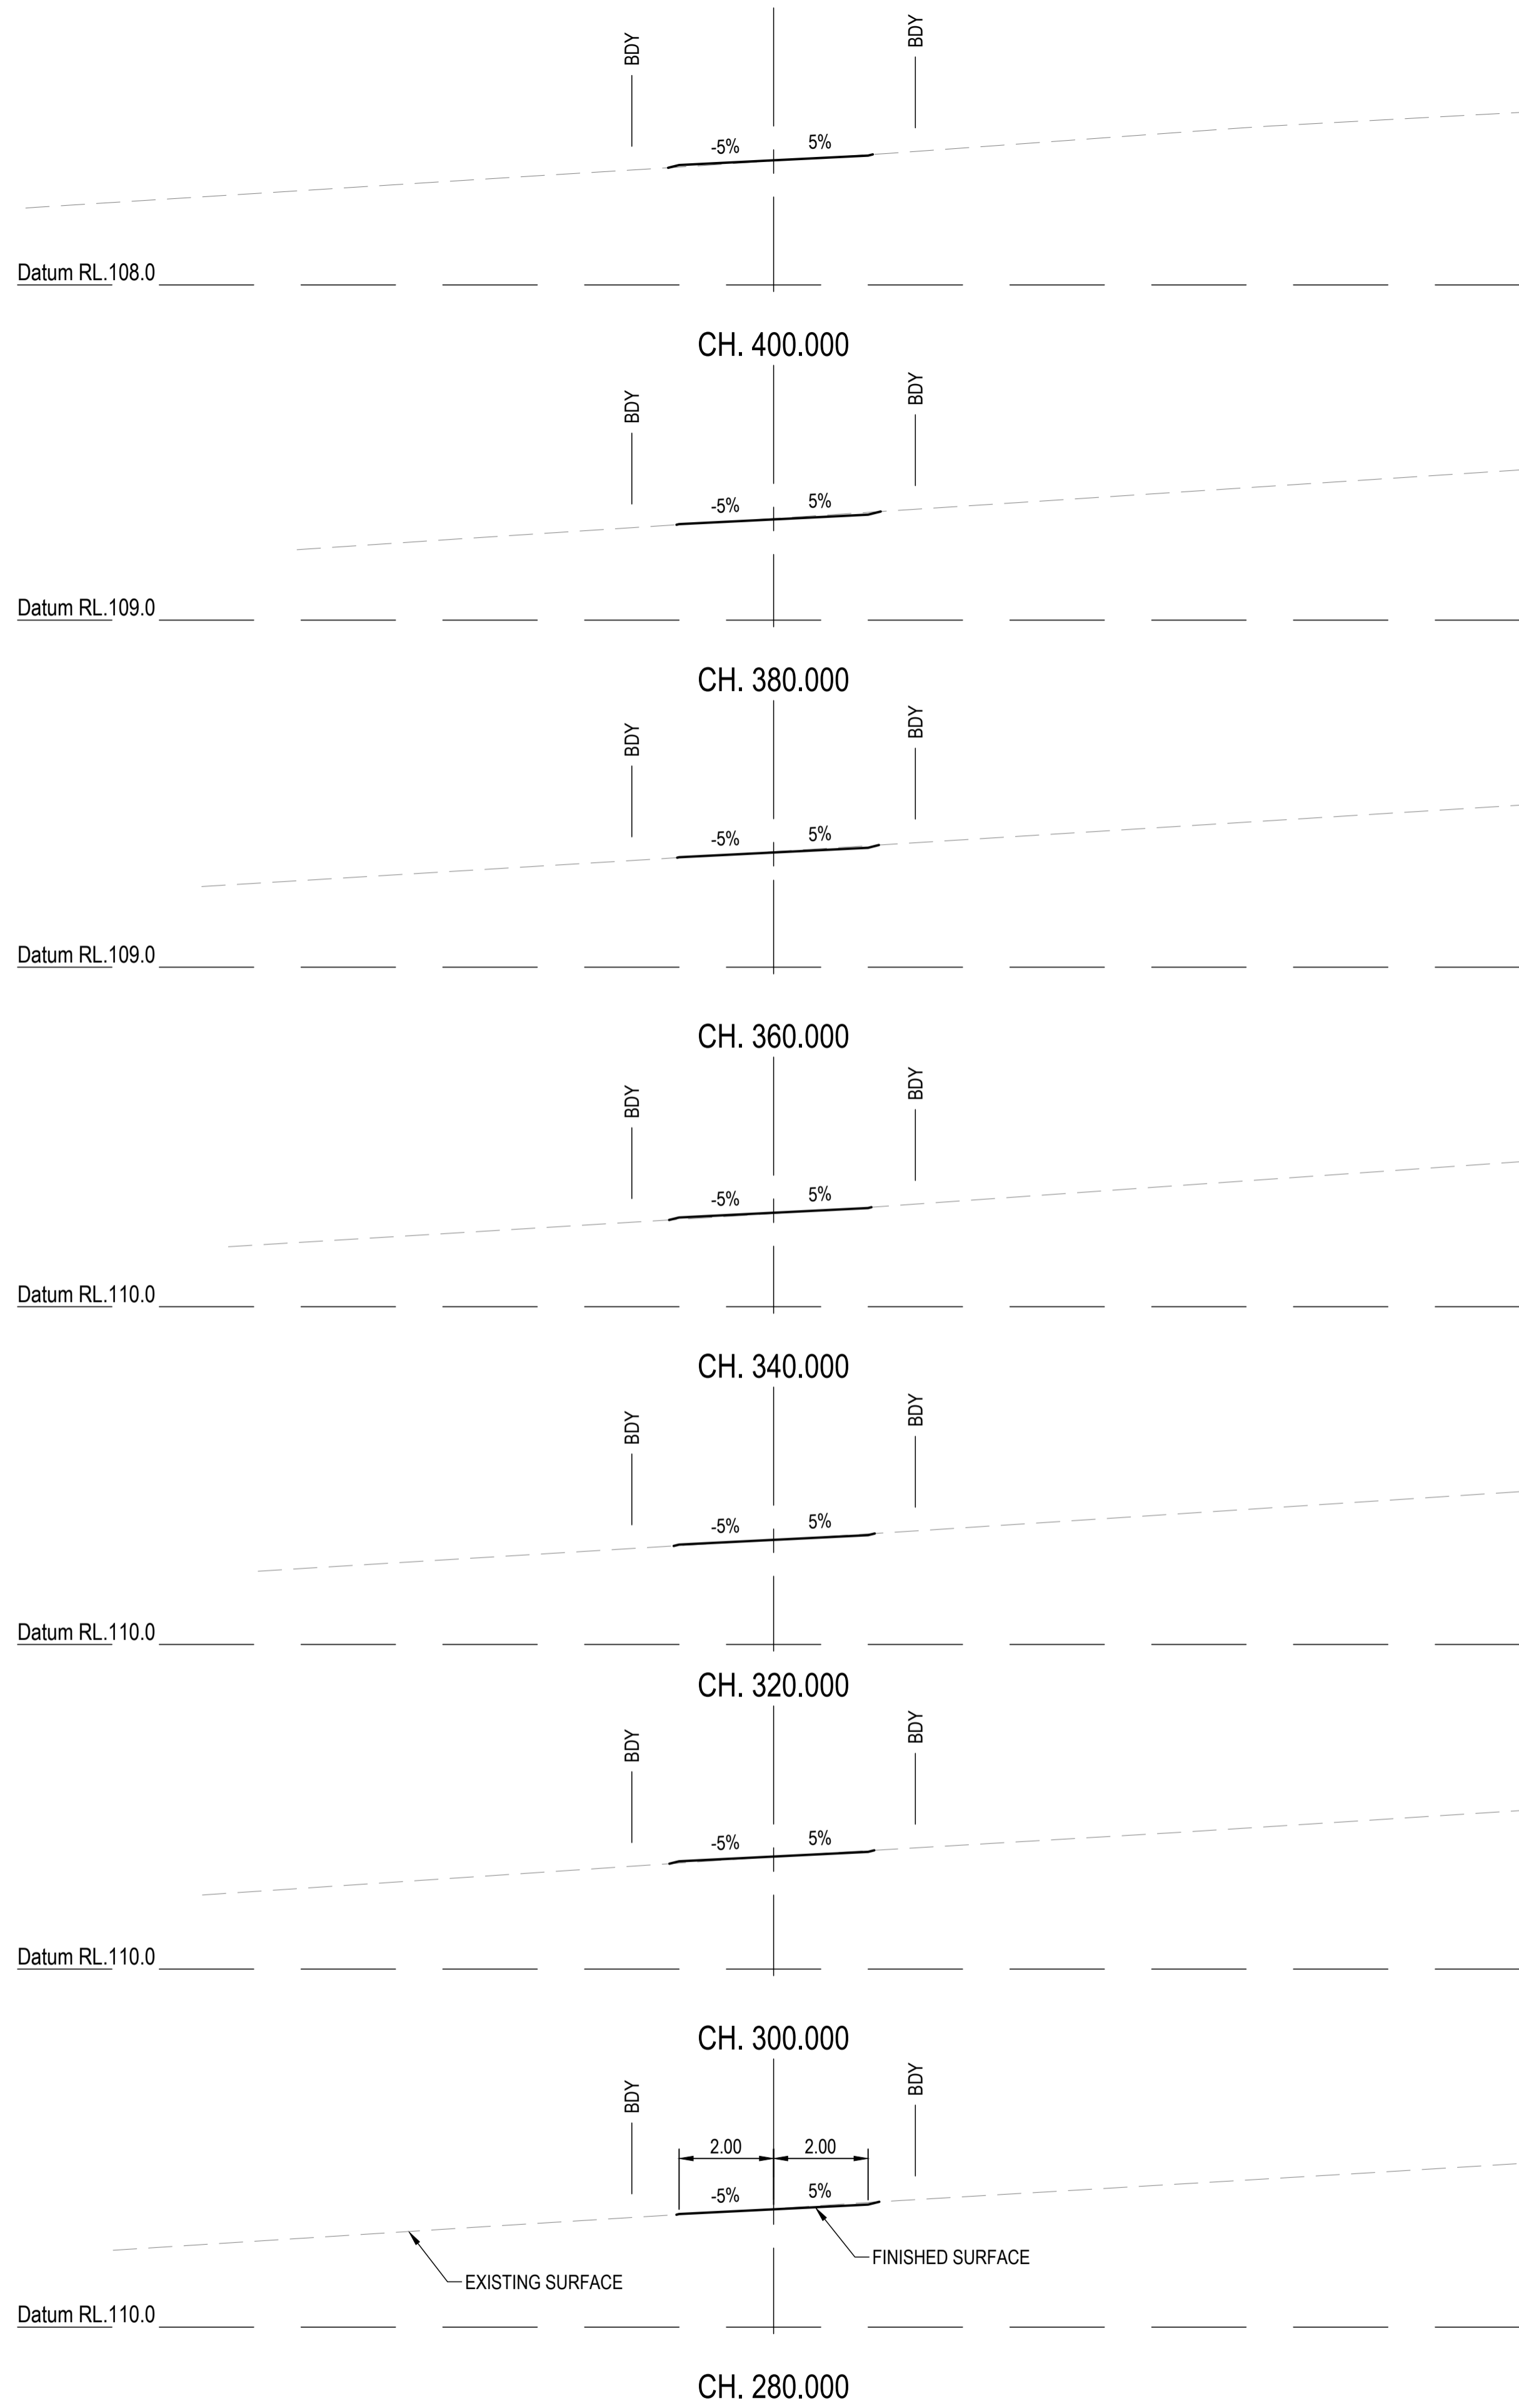 BDY
BDY
-5%
5%
Datum RL.108.0
CH. 400.000
BDY
BDY
-5%
5%
Datum RL.109.0
CH. 380.000
BDY
BDY
-5%
5%
Datum RL.109.0
CH. 360.000
BDY
BDY
-5%
5%
Datum RL.110.0
CH. 340.000
BDY
BDY
-5%
5%
Datum RL.110.0
CH. 320.000
BDY
BDY
-5%
5%
Datum RL.110.0
CH. 300.000
BDY
BDY
2.00
2.00
-5%
5%
FINISHED SURFACE
EXISTING SURFACE
Datum RL.110.0
CH. 280.000